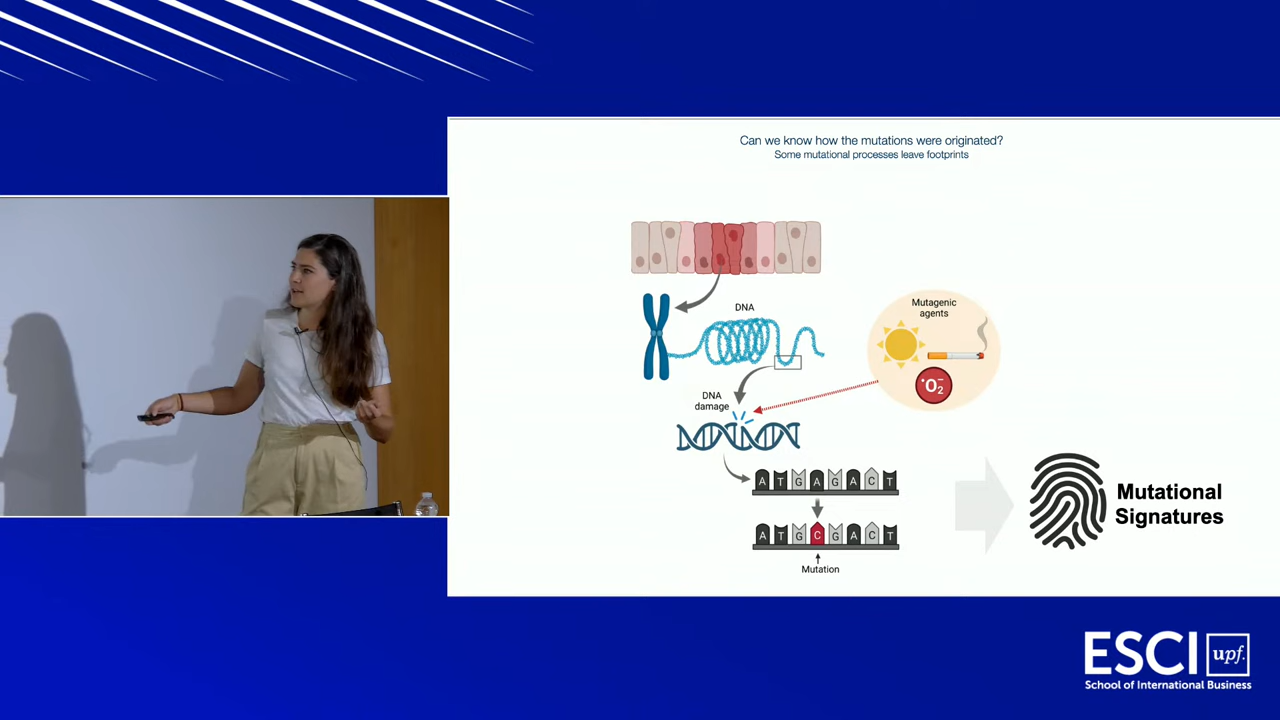 Can we know how the mutations were originated?
Some mutational processes leave footprints
DNA
Mutagenic
agents
•O2−
DNA
damage
A T G A G A C T
A T G C G A C T
Mutation
Mutational
Signatures
ESCI upf.
School of International Business